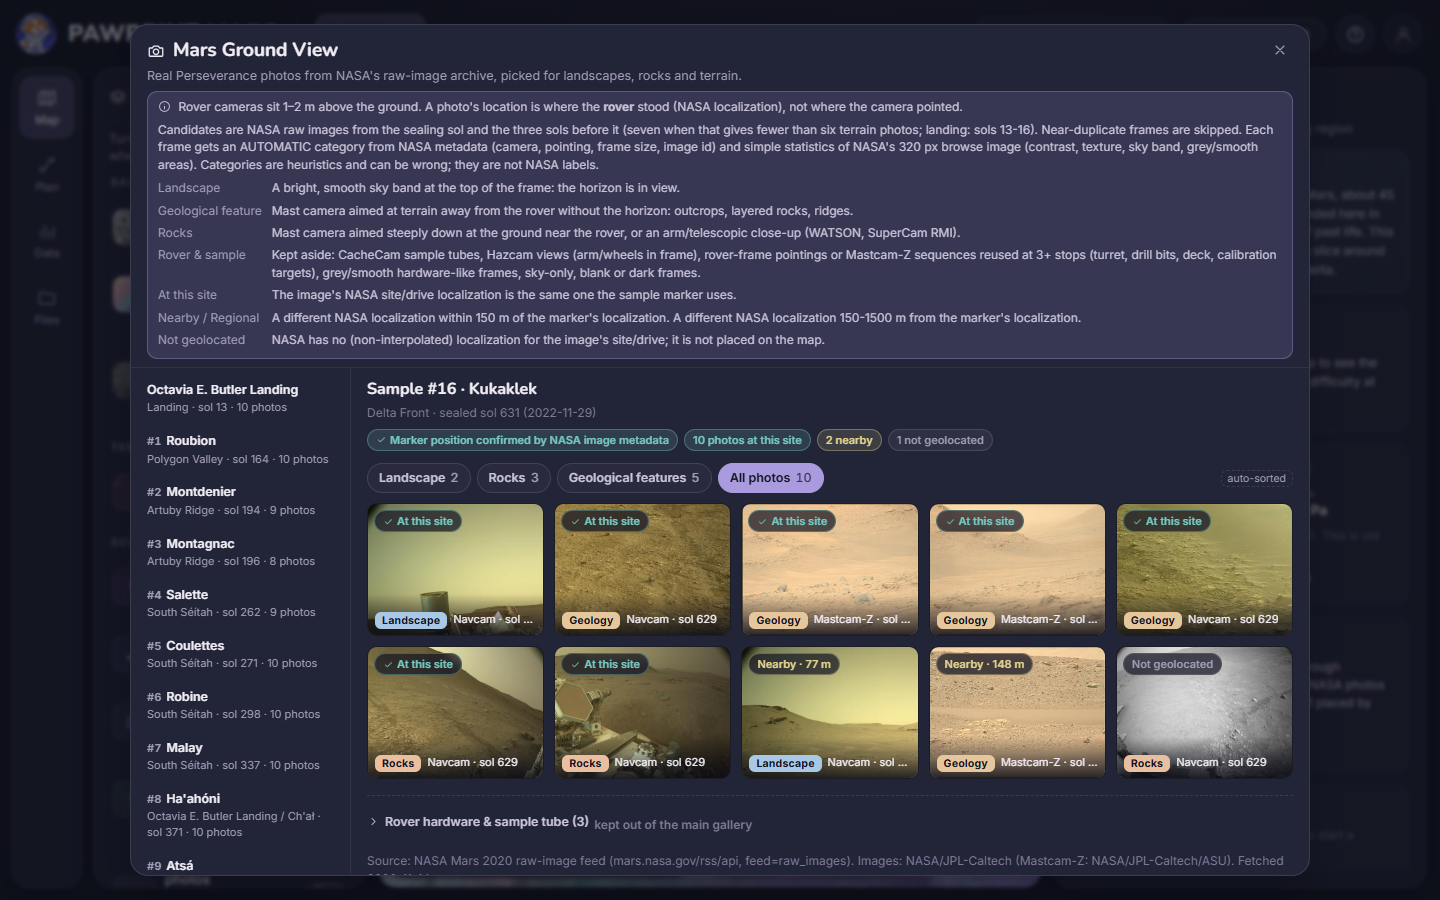 PAWP
Mars Ground View
Real Perseverance photos from NASA's raw-image archive, picked for landscapes, rocks and terrain.
Rover cameras sit 1–2 m above the ground. A photo's location is where the rover stood (NASA localization), not where the camera pointed.
Candidates are NASA raw images from the sealing sol and the three sols before it (seven when that gives fewer than six terrain photos; landing: sols 13-16). Near-duplicate frames are skipped. Each
frame gets an AUTOMATIC category from NASA metadata (camera, pointing, frame size, image id) and simple statistics of NASA's 320 px browse image (contrast, texture, sky band, grey/smooth
areas). Categories are heuristics and can be wrong; they are not NASA labels.
Landscape A bright, smooth sky band at the top of the frame: the horizon is in view.
Geological feature Mast camera aimed at terrain away from the rover without the horizon: outcrops, layered rocks, ridges.
Rocks Mast camera aimed steeply down at the ground near the rover, or an arm/telescopic close-up (WATSON, SuperCam RMI).
Rover & sample Kept aside: CacheCam sample tubes, Hazcam views (arm/wheels in frame), rover-frame pointings or Mastcam-Z sequences reused at 3+ stops (turret, drill bits, deck, calibration
targets), grey/smooth hardware-like frames, sky-only, blank or dark frames.
At this site The image's NASA site/drive localization is the same one the sample marker uses.
Nearby / Regional A different NASA localization within 150 m of the marker's localization. A different NASA localization 150-1500 m from the marker's localization.
Not geolocated NASA has no (non-interpolated) localization for the image's site/drive; it is not placed on the map.
Map
Plan
Data
Files
Octavia E. Butler Landing
Landing · sol 13 · 10 photos
#1 Roubion
Polygon Valley · sol 164 · 10 photos
#2 Montdenier
Artuby Ridge · sol 194 · 9 photos
#3 Montagnac
Artuby Ridge · sol 196 · 8 photos
#4 Salette
South Séítah · sol 262 · 9 photos
#5 Coulettes
South Séítah · sol 271 · 10 photos
#6 Robine
South Séítah · sol 298 · 10 photos
#7 Malay
South Séítah · sol 337 · 10 photos
#8 Ha'ahóni
Octavia E. Butler Landing / Ch'ał ·
sol 371 · 10 photos
#9 Atsá
Sample #16 · Kukaklek
Delta Front · sealed sol 631 (2022-11-29)
Marker position confirmed by NASA image metadata 10 photos at this site 2 nearby 1 not geolocated
Landscape 2 Rocks 3 Geological features 5 All photos 10 auto-sorted
At this site At this site At this site At this site At this site
Landscape Navcam · sol ... Geology Navcam · sol 629 Geology Mastcam-Z · sol ... Geology Mastcam-Z · sol ... Geology Navcam · sol 629
At this site At this site Nearby · 77 m Nearby · 148 m Not geolocated
Rocks Navcam · sol 629 Rocks Navcam · sol 629 Landscape Navcam · sol ... Geology Mastcam-Z · sol ... Rocks Navcam · sol 629
Rover hardware & sample tube (3) kept out of the main gallery
Source: NASA Mars 2020 raw-image feed (mars.nasa.gov/rss/api, feed=raw_images). Images: NASA/JPL-Caltech (Mastcam-Z: NASA/JPL-Caltech/ASU). Fetched
photos